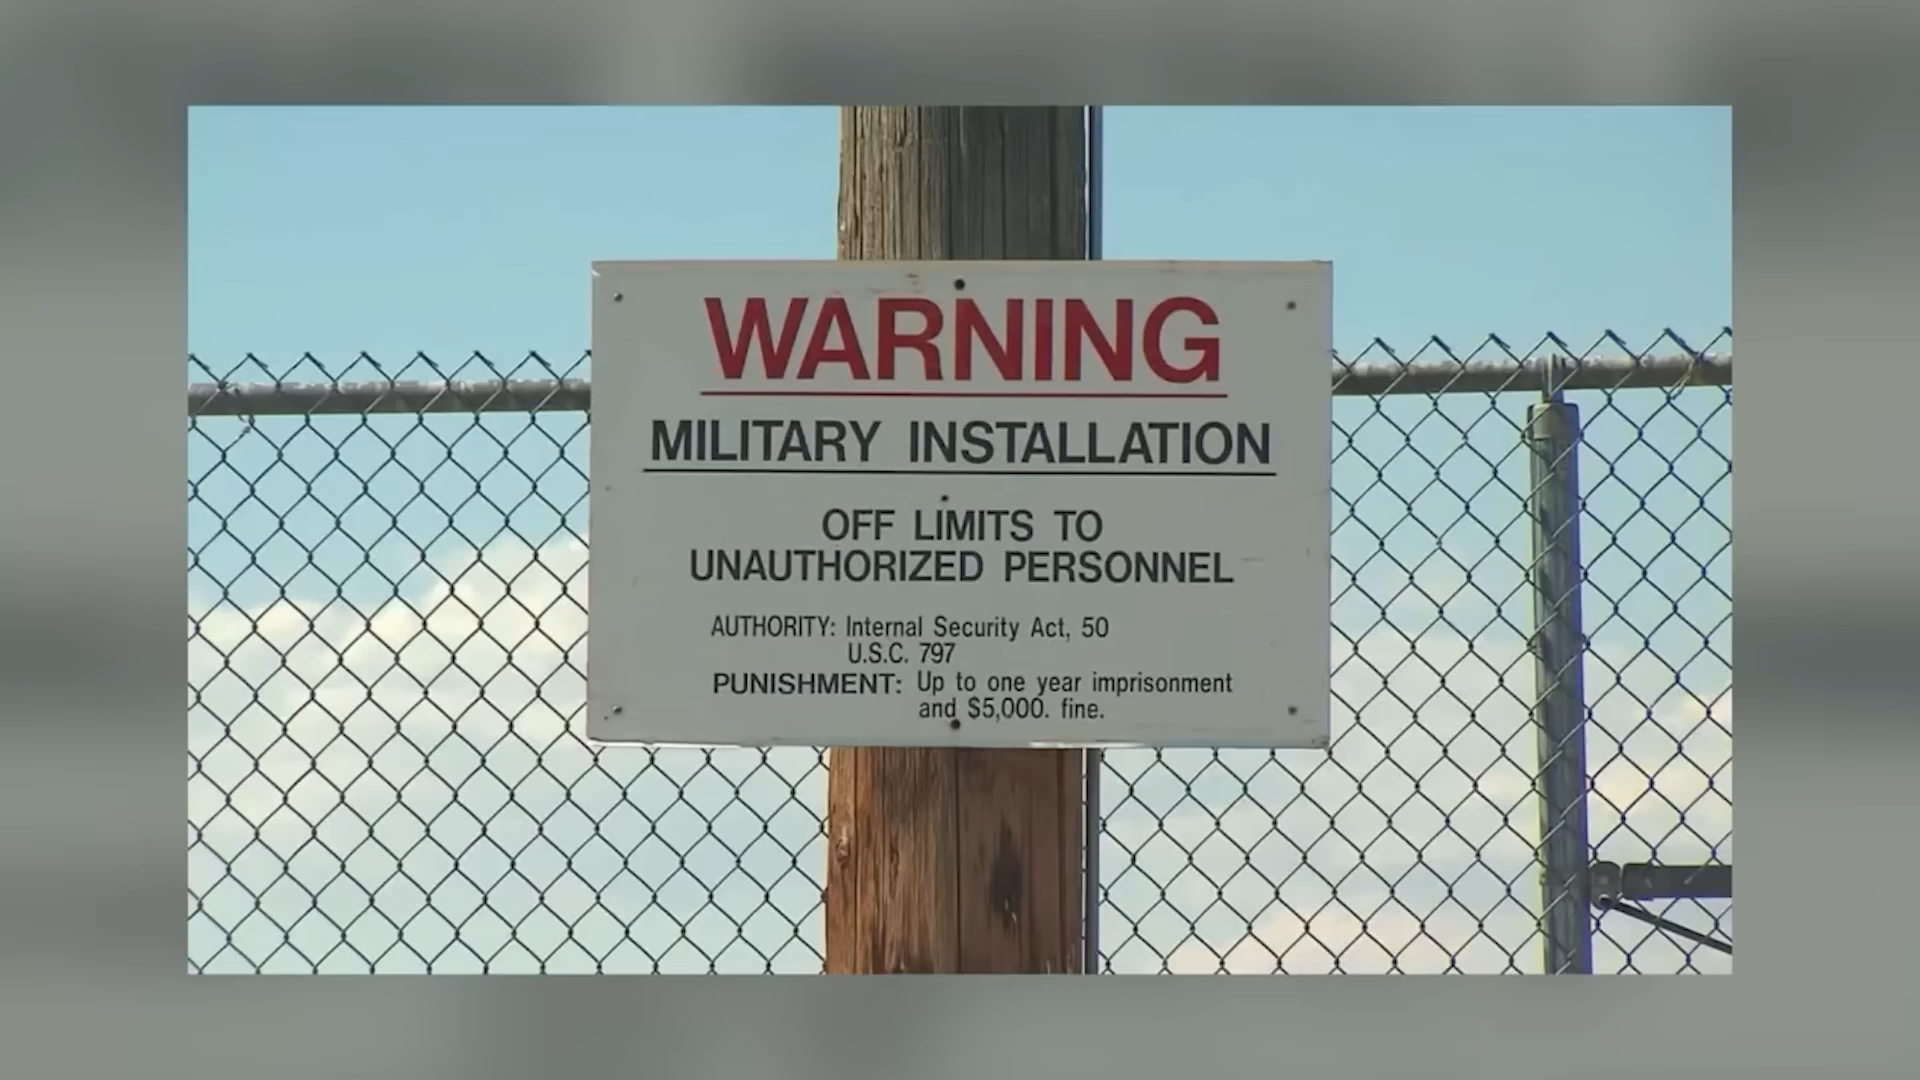 WARNING
MILITARY INSTALLATION
OFF LIMITS TO
UNAUTHORIZED PERSONNEL
AUTHORITY: Internal Security Act, 50
U.S.C. 797
PUNISHMENT: Up to one year imprisonment
and $5,000. fine.